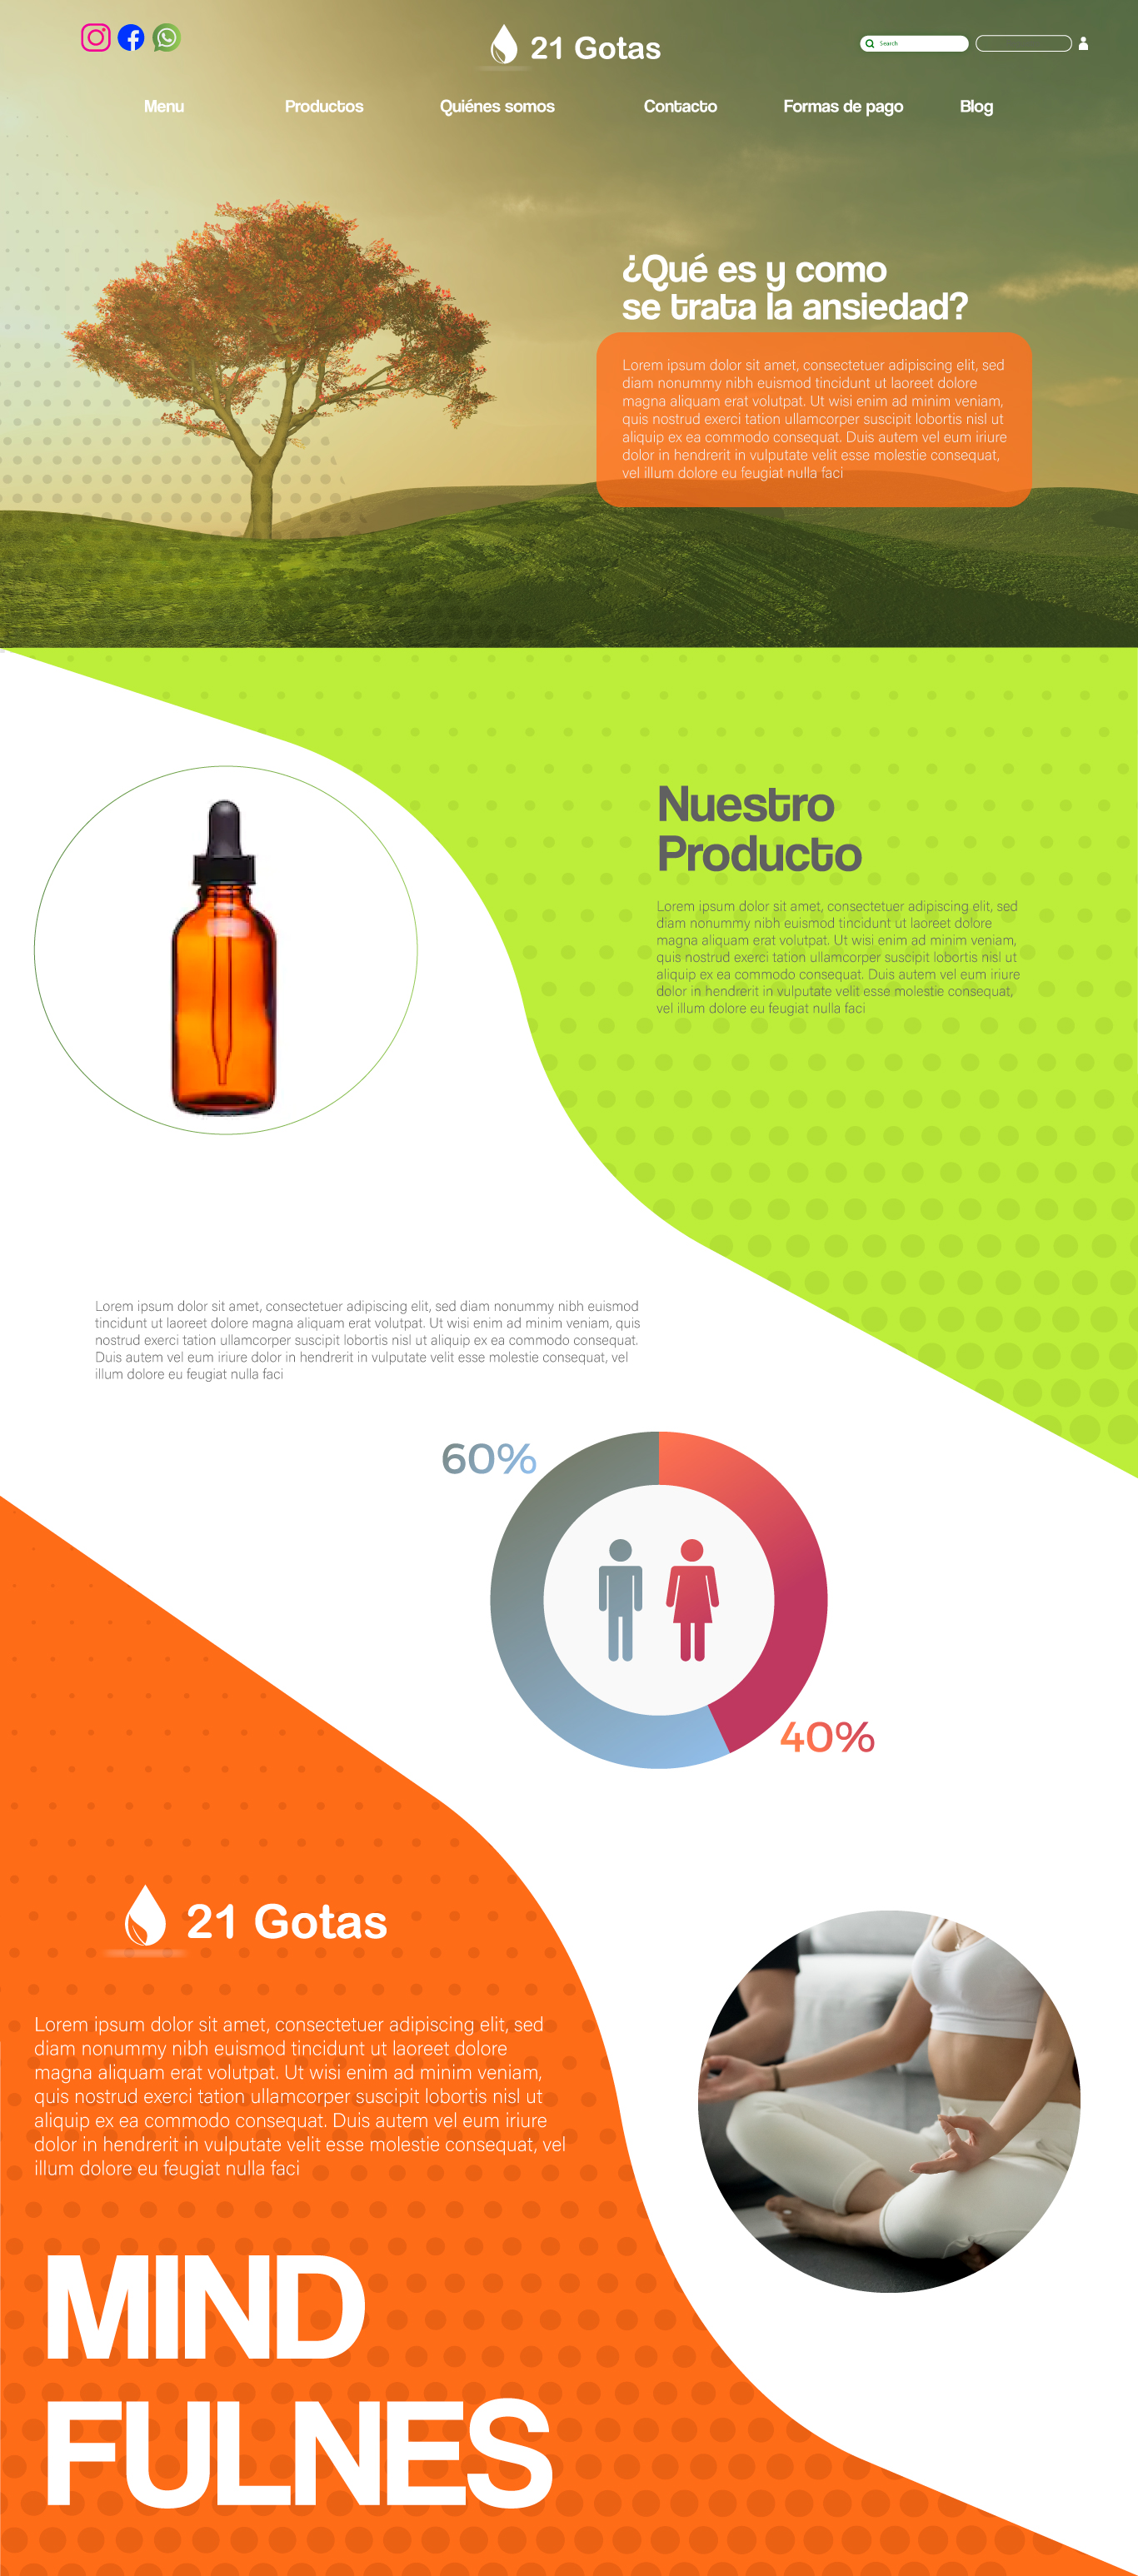 21 Gotas
Search
Menu Productos Quiénes somos Contacto Formas de pago Blog
¿Qué es y como
se trata la ansiedad?
Lorem ipsum dolor sit amet, consectetuer adipiscing elit, sed
diam nonummy nibh euismod tincidunt ut laoreet dolore
magna aliquam erat volutpat. Ut wisi enim ad minim veniam,
quis nostrud exerci tation ullamcorper suscipit lobortis nisl ut
aliquip ex ea commodo consequat. Duis autem vel eum iriure
dolor in hendrerit in vulputate velit esse molestie consequat,
vel illum dolore eu feugiat nulla faci
Nuestro
Producto
Lorem ipsum dolor sit amet, consectetuer adipiscing elit, sed
diam nonummy nibh euismod tincidunt ut laoreet dolore
magna aliquam erat volutpat. Ut wisi enim ad minim veniam,
quis nostrud exerci tation ullamcorper suscipit lobortis nisl ut
aliquip ex ea commodo consequat. Duis autem vel eum iriure
dolor in hendrerit in vulputate velit esse molestie consequat,
vel illum dolore eu feugiat nulla faci
Lorem ipsum dolor sit amet, consectetuer adipiscing elit, sed diam nonummy nibh euismod
tincidunt ut laoreet dolore magna aliquam erat volutpat. Ut wisi enim ad minim veniam, quis
nostrud exerci tation ullamcorper suscipit lobortis nisl ut aliquip ex ea commodo consequat.
Duis autem vel eum iriure dolor in hendrerit in vulputate velit esse molestie consequat, vel
illum dolore eu feugiat nulla faci
60%
40%
21 Gotas
Lorem ipsum dolor sit amet, consectetuer adipiscing elit, sed
diam nonummy nibh euismod tincidunt ut laoreet dolore
magna aliquam erat volutpat. Ut wisi enim ad minim veniam,
quis nostrud exerci tation ullamcorper suscipit lobortis nisl ut
aliquip ex ea commodo consequat. Duis autem vel eum iriure
dolor in hendrerit in vulputate velit esse molestie consequat, vel
illum dolore eu feugiat nulla faci
MIND
FULNES